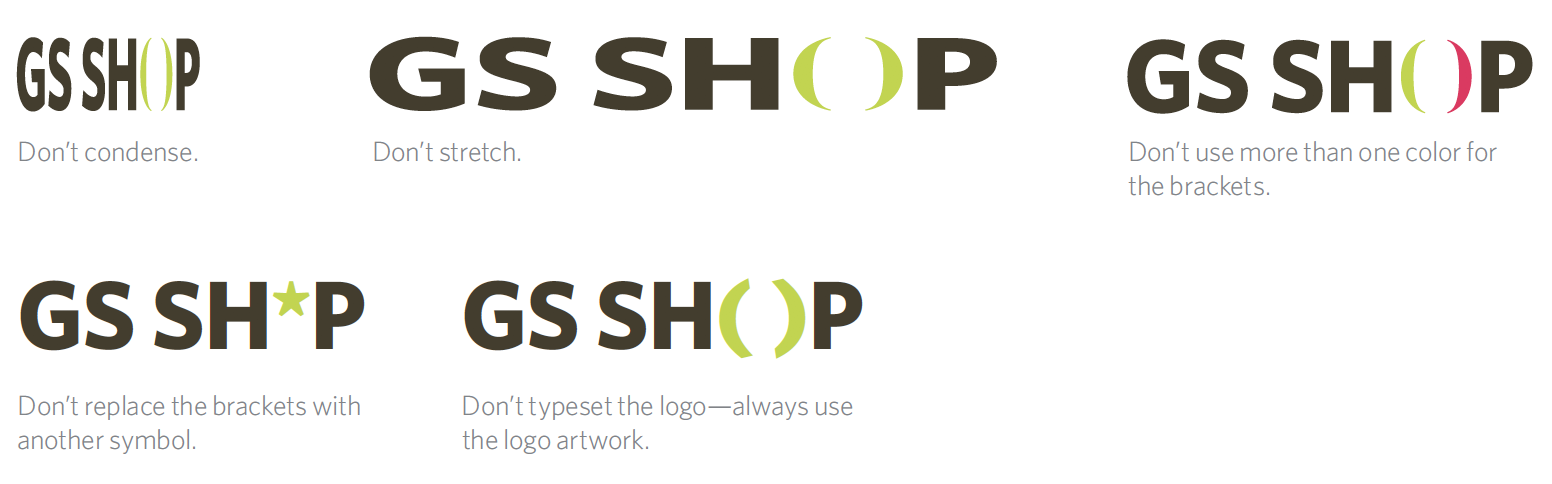 GS SH()P
GS SH()P
GS SH()P
Don’t condense.
Don’t stretch.
Don’t use more than one color for
the brackets.
GS SH*P
GS SH()P
Don’t replace the brackets with
another symbol.
Don’t typeset the logo—always use
the logo artwork.